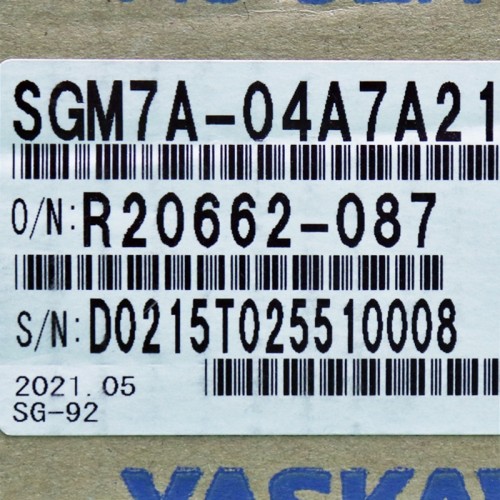 SGM7A-04A7A21
O/N: R20662-087
S/N: D0215T025510008
2021.05
SG-92